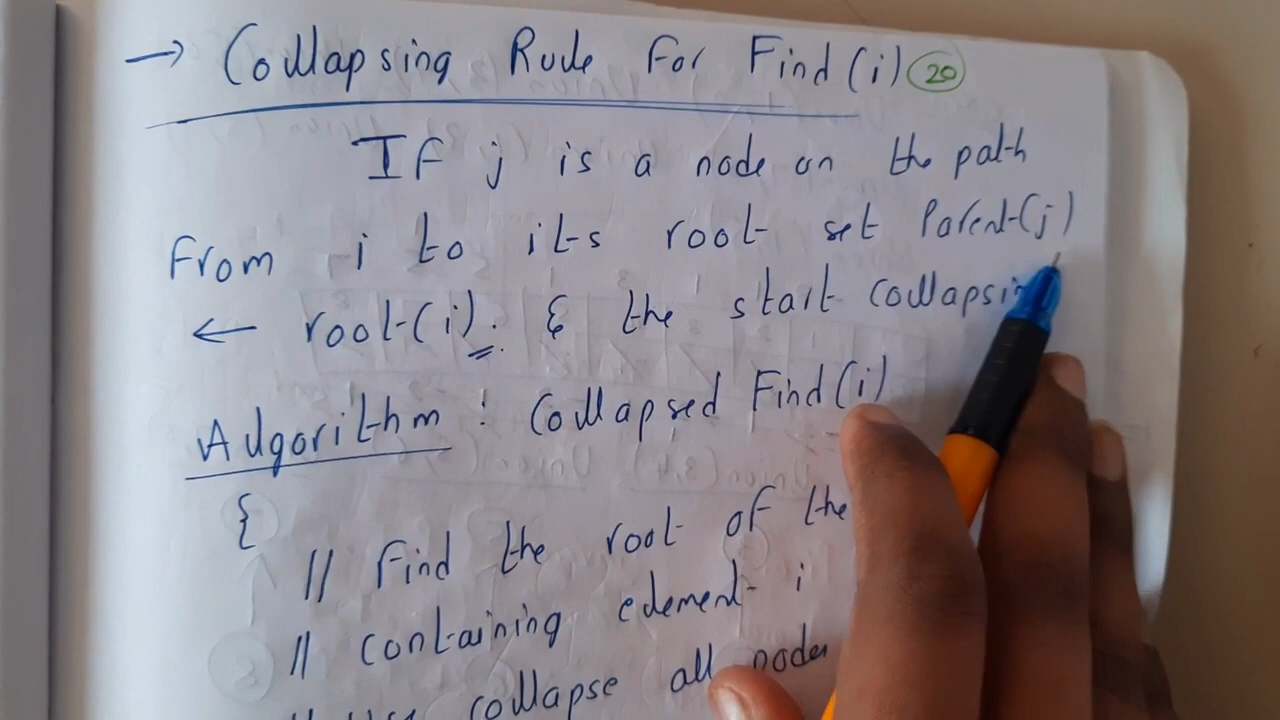 → Collapsing Rule For Find(i) 20
IF j is a node on the path
From i to its root set Parent(j)
← root(i). & the start collapsin
Algorithm : Collapsed Find(i)
{
// Find the root of the
// containing element i
collapse all nodes